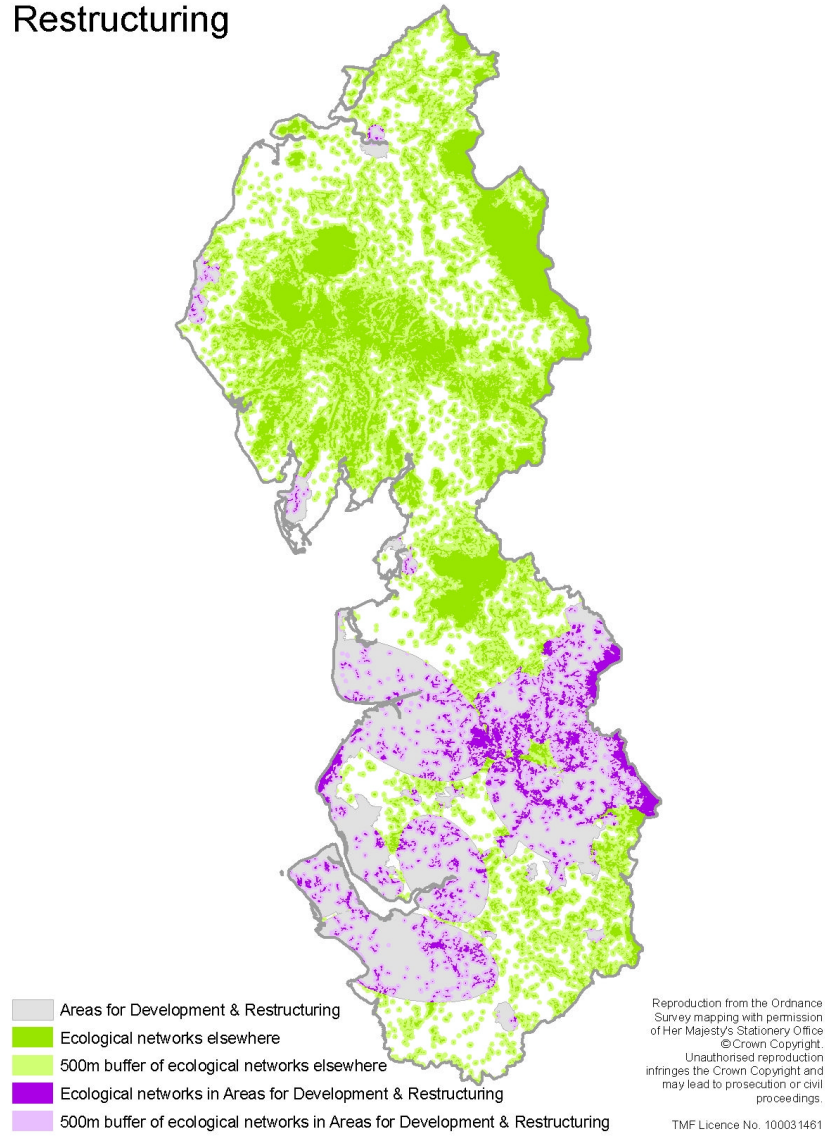 Restructuring
Areas for Development & Restructuring
Ecological networks elsewhere
500m buffer of ecological networks elsewhere
Ecological networks in Areas for Development & Restructuring
500m buffer of ecological networks in Areas for Development & Restructuring
Reproduction from the Ordnance
Survey mapping with permission
of Her Majesty's Stationery Office
©Crown Copyright.
Unauthorised reproduction
infringes the Crown Copyright and
may lead to prosecution or civil
proceedings.
TMF Licence No. 100031461